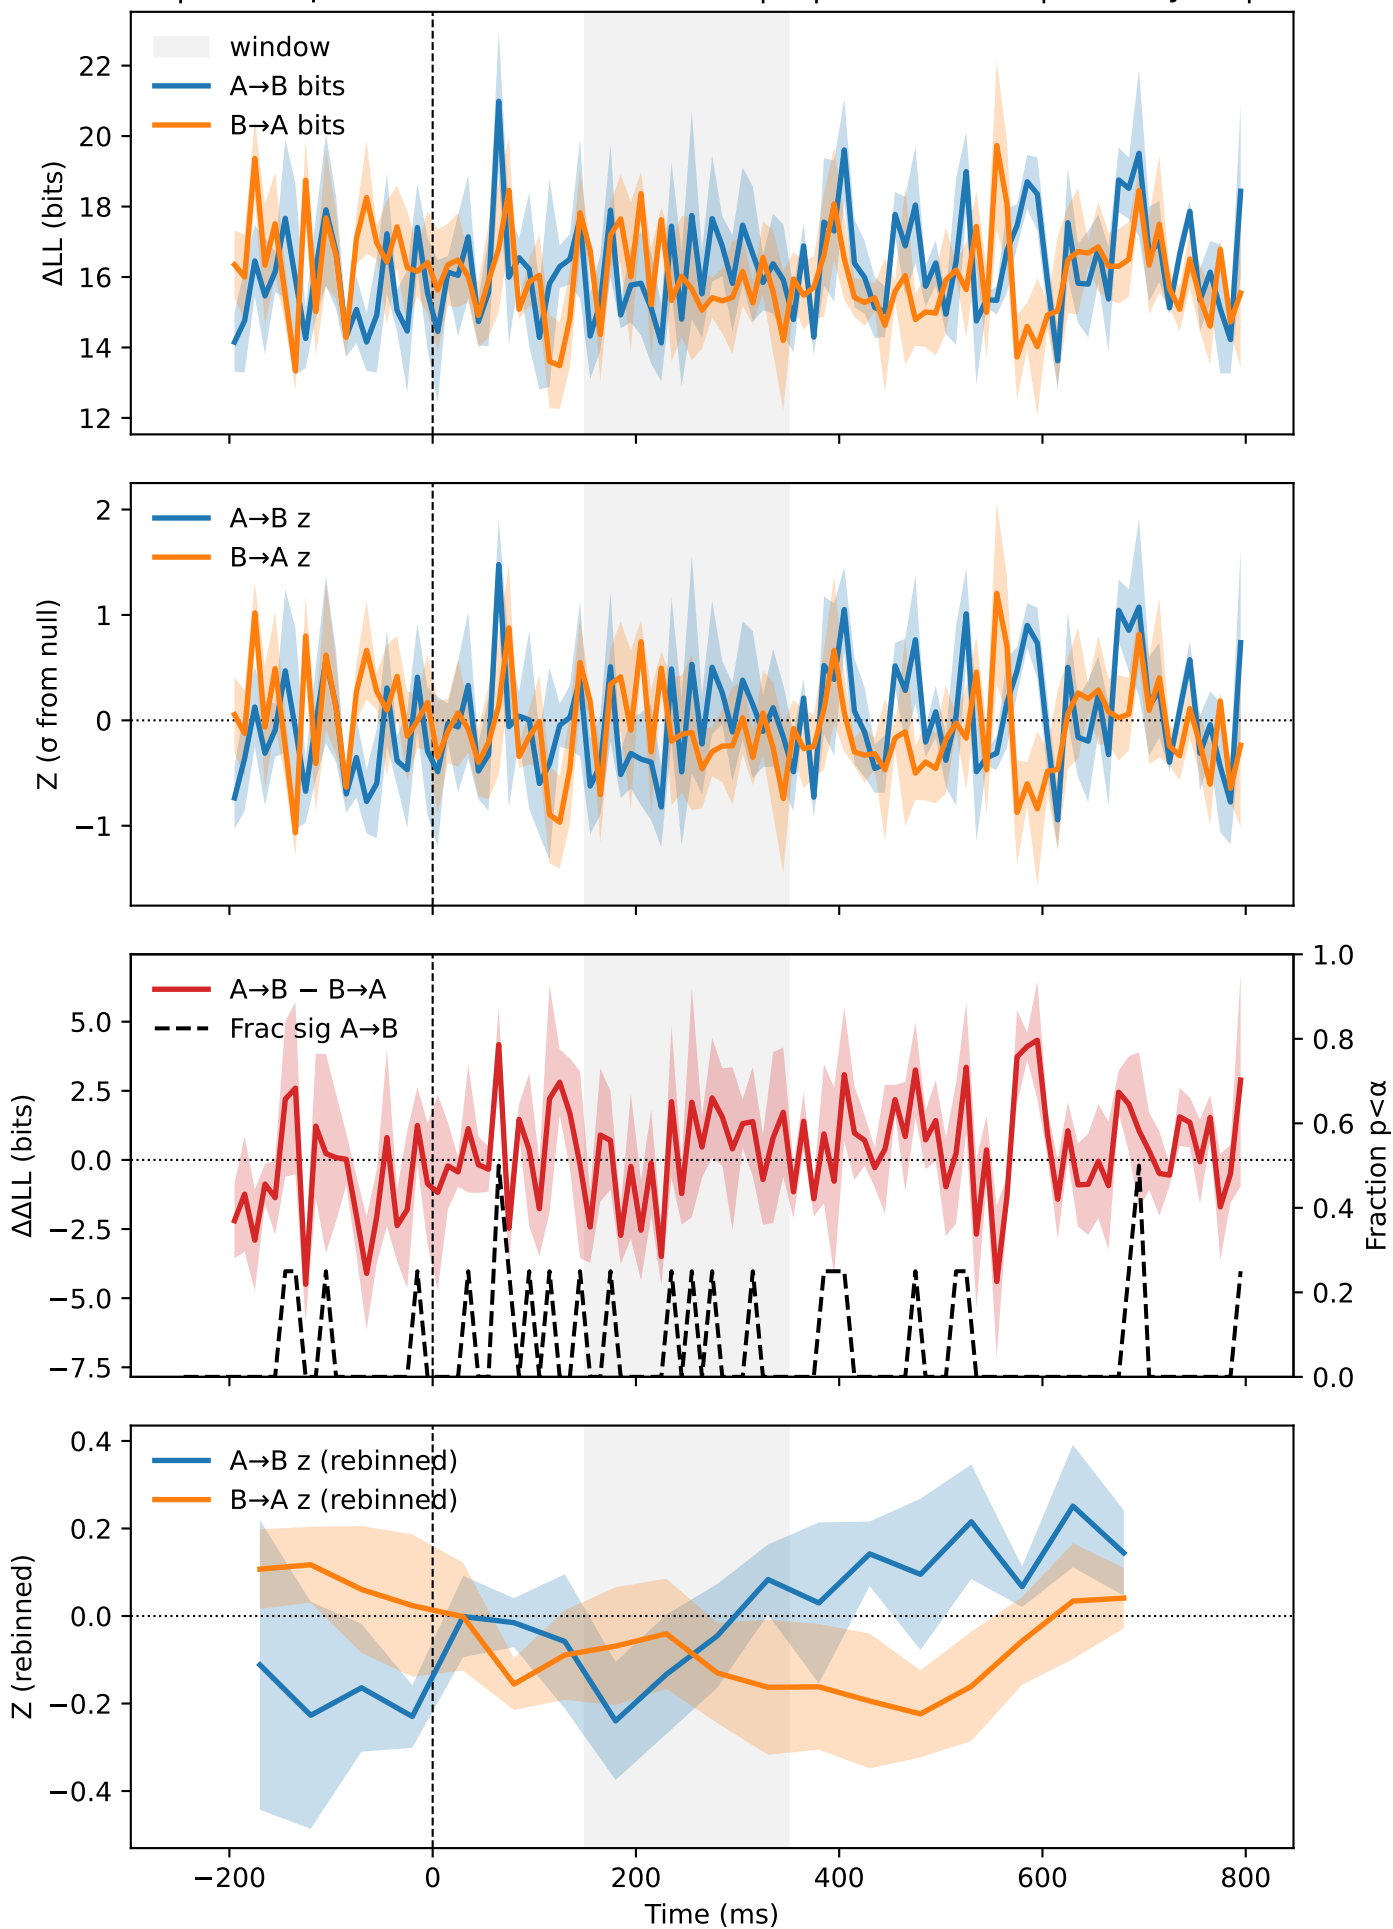 window
A→B bits
B→A bits
ΔLL (bits)
22
20
18
16
14
12
A→B z
B→A z
Z (σ from null)
2
1
0
−1
A→B − B→A
Frac sig A→B
ΔΔLL (bits)
5.0
2.5
0.0
−2.5
−5.0
−7.5
1.0
0.8
0.6
0.4
0.2
0.0
Fraction p<α
A→B z (rebinned)
B→A z (rebinned)
Z (rebinned)
0.4
0.2
0.0
−0.2
−0.4
−200
0
200
400
600
800
Time (ms)